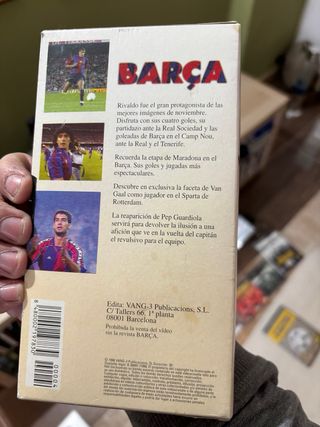 BARÇA
Rivaldo fue el gran protagonista de las
mejores imágenes de noviembre.
Disfruta con sus cuatro goles, su
partidazo ante la Real Sociedad y las
goleadas de Barça en el Camp Nou,
ante la Real y el Tenerife.
Recuerda la etapa de Maradona en el
Barça. Sus goles y jugadas más
espectaculares.
Descubre en exclusiva la faceta de Van
Gaal como jugador en el Sparta de
Rotterdam.
La reaparición de Pep Guardiola
servirá para devolver la ilusión a una
afición que ve en la vuelta del capitán
el revulsivo para el equipo.
Edita: VANG-3 Publicacions, S.L.
C/ Tallers 66, 1ª planta
08001 Barcelona
Prohibida la venta del vídeo
sin la revista BARÇA.
00004